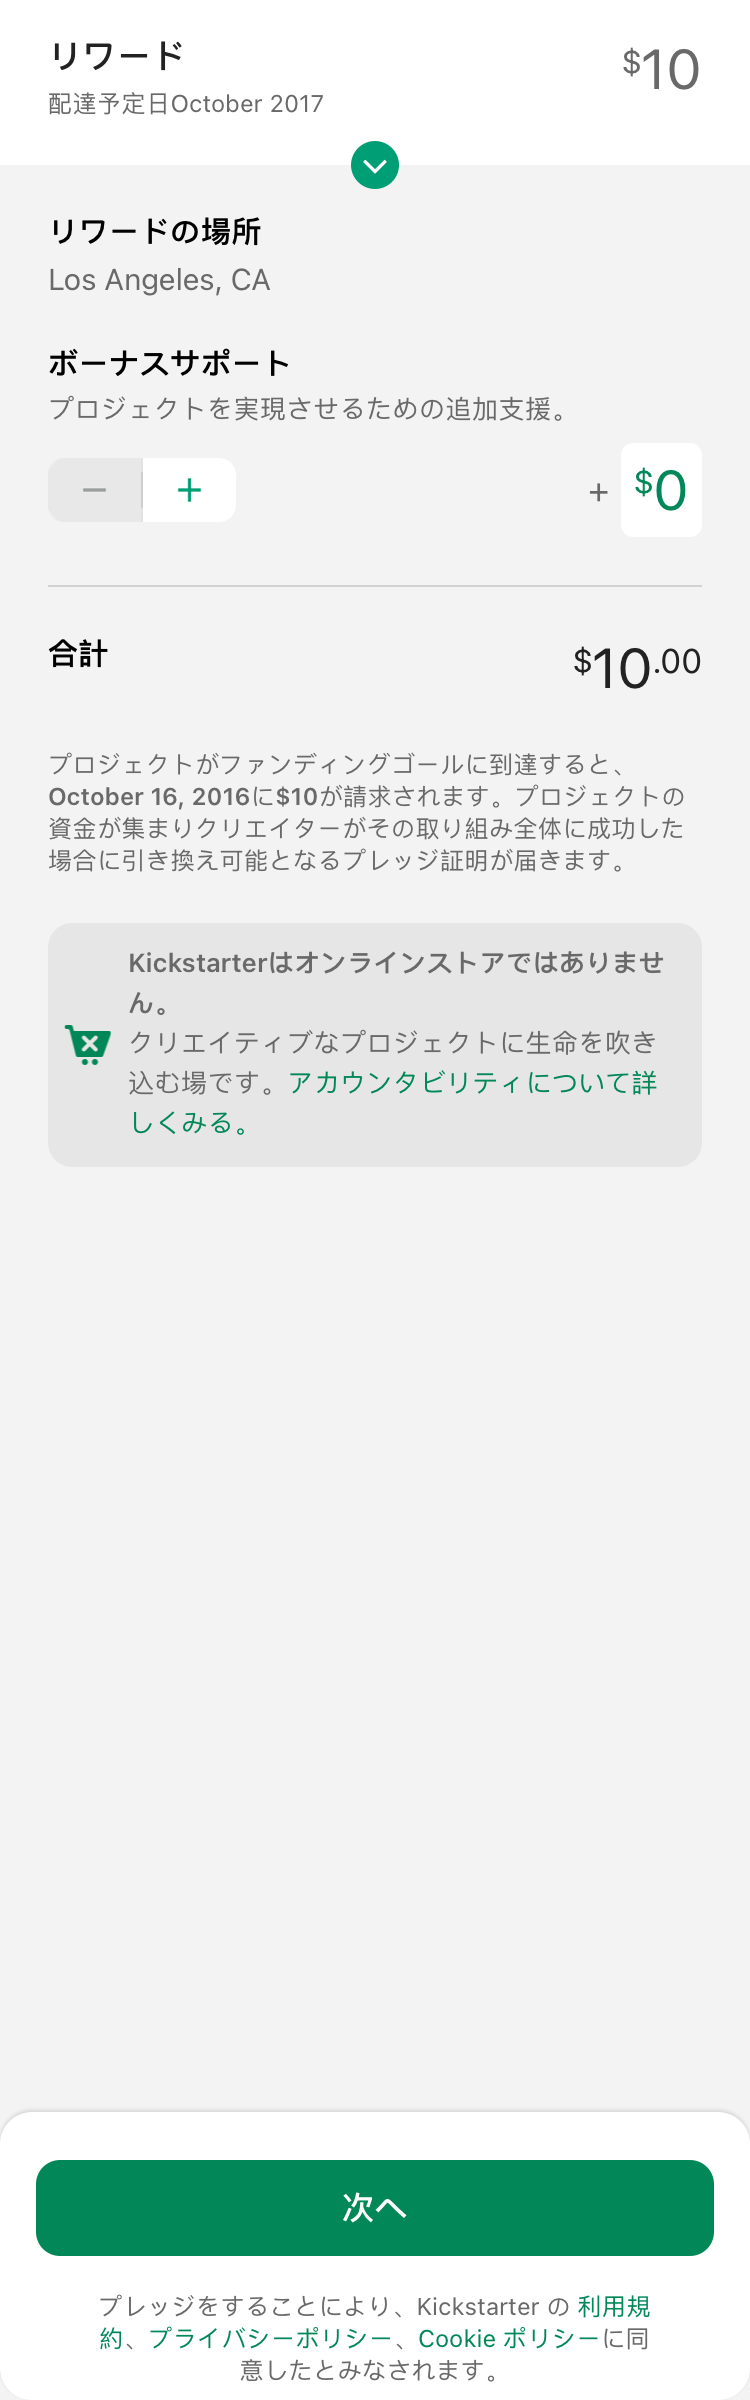 リワード
$10
配達予定日October 2017
リワードの場所
Los Angeles, CA
ボーナスサポート
プロジェクトを実現させるための追加支援。
− + + $0
合計 $10.00
プロジェクトがファンディングゴールに到達すると、
October 16, 2016に$10が請求されます。プロジェクトの
資金が集まりクリエイターがその取り組み全体に成功した
場合に引き換え可能となるプレッジ証明が届きます。
Kickstarterはオンラインストアではありませ
ん。
クリエイティブなプロジェクトに生命を吹き
込む場です。アカウンタビリティについて詳
しくみる。
次へ
プレッジをすることにより、Kickstarter の 利用規
約、プライバシーポリシー、Cookie ポリシーに同
意したとみなされます。